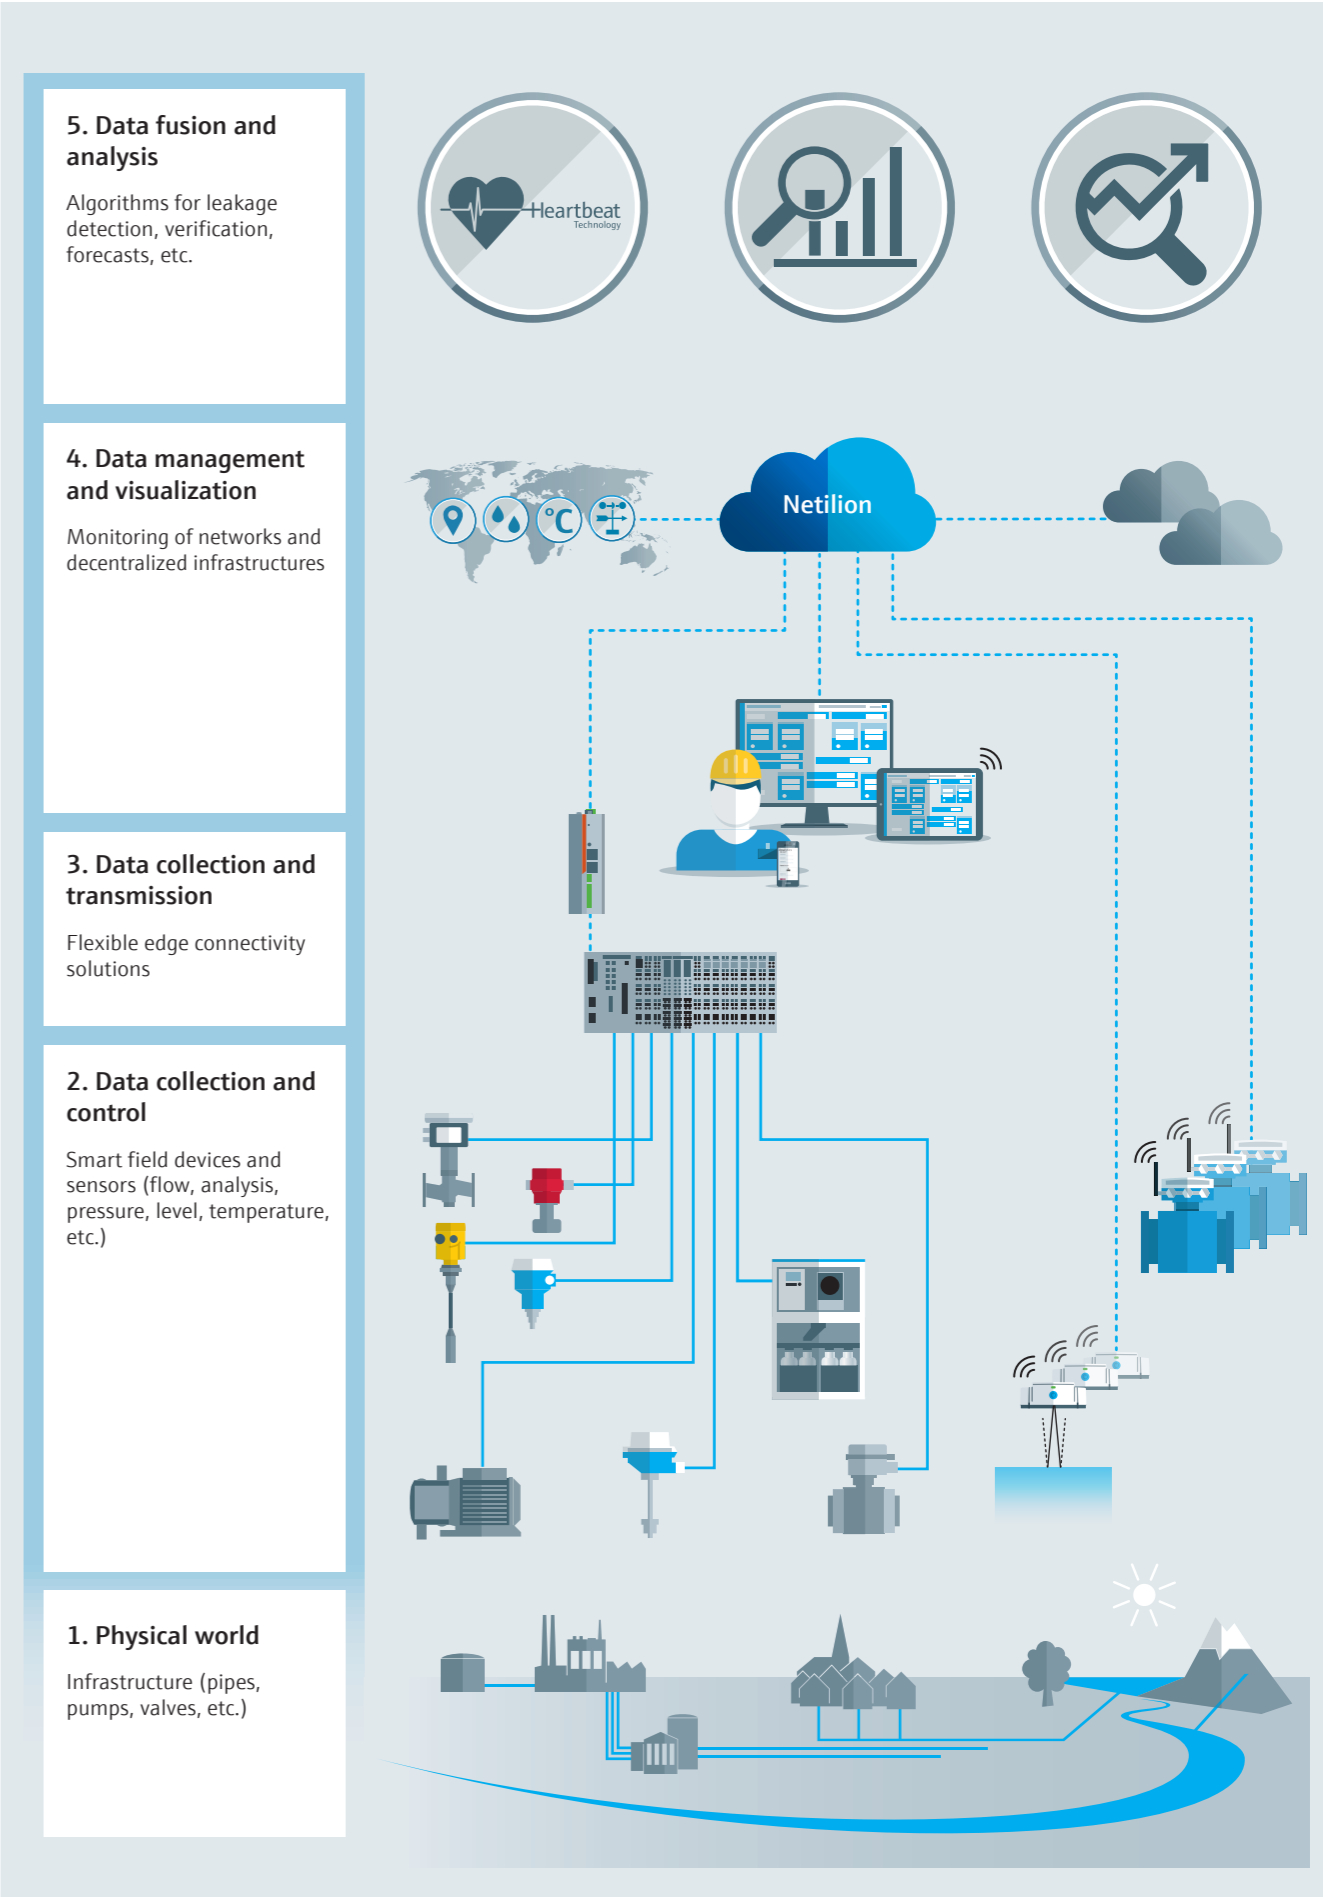 5. Data fusion and
analysis
Algorithms for leakage
detection, verification,
forecasts, etc.
Heartbeat
Technology
4. Data management
and visualization
Monitoring of networks and
decentralized infrastructures
°C
Netilion
3. Data collection and
transmission
Flexible edge connectivity
solutions
2. Data collection and
control
Smart field devices and
sensors (flow, analysis,
pressure, level, temperature,
etc.)
1. Physical world
Infrastructure (pipes,
pumps, valves, etc.)